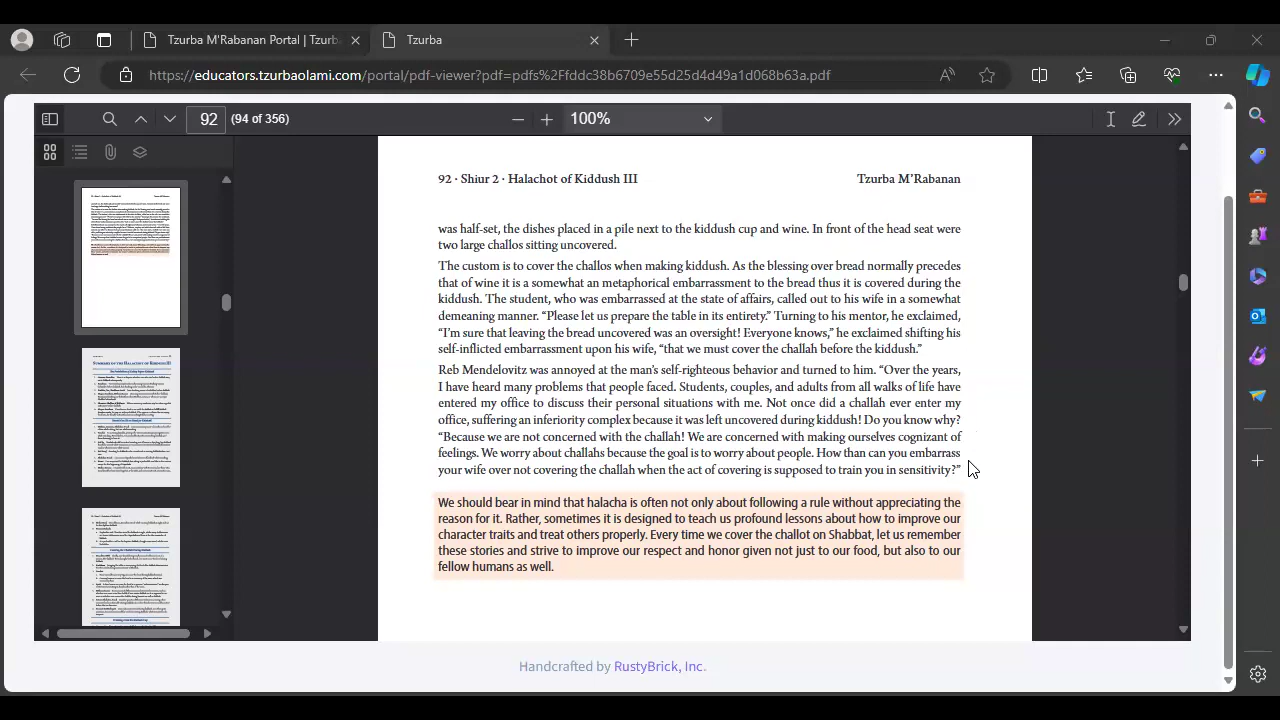 Tzurba M'Rabanan Portal | Tzurb
Tzurba
https://educators.tzurbaolami.com/portal/pdf-viewer?pdf=pdfs%2Ffddc38b6709e55d25d4d49a1d068b63a.pdf
92 (94 of 356)
100%
92 · Shiur 2 · Halachot of Kiddush III
Tzurba M'Rabanan
was half-set, the dishes placed in a pile next to the kiddush cup and wine. In front of the head seat were
two large challos sitting uncovered.
The custom is to cover the challos when making kiddush. As the blessing over bread normally precedes
that of wine it is a somewhat an metaphorical embarrassment to the bread thus it is covered during the
kiddush. The student, who was embarrassed at the state of affairs, called out to his wife in a somewhat
demeaning manner. “Please let us prepare the table in its entirety.” Turning to his mentor, he exclaimed,
“I’m sure that leaving the bread uncovered was an oversight! Everyone knows,” he exclaimed shifting his
self-inflicted embarrassment upon his wife, “that we must cover the challah before the kiddush.”
Reb Mendelovitz was annoyed at the man’s self-righteous behavior and turned to him. “Over the years,
I have heard many problems that people faced. Students, couples, and adults from all walks of life have
entered my office to discuss their personal situations with me. Not once did a challah ever enter my
office, suffering an inferiority complex because it was left uncovered during kiddush! Do you know why?
“Because we are not concerned with the challah! We are concerned with making ourselves cognizant of
feelings. We worry about challahs because the goal is to worry about people. How than can you embarrass
your wife over not covering the challah when the act of covering is supposed to train you in sensitivity?”
We should bear in mind that halacha is often not only about following a rule without appreciating the
reason for it. Rather, sometimes it is designed to teach us profound lessons about how to improve our
character traits and treat others properly. Every time we cover the challot on Shabbat, let us remember
these stories and strive to improve our respect and honor given not just to our food, but also to our
fellow humans as well.
Handcrafted by RustyBrick, Inc.